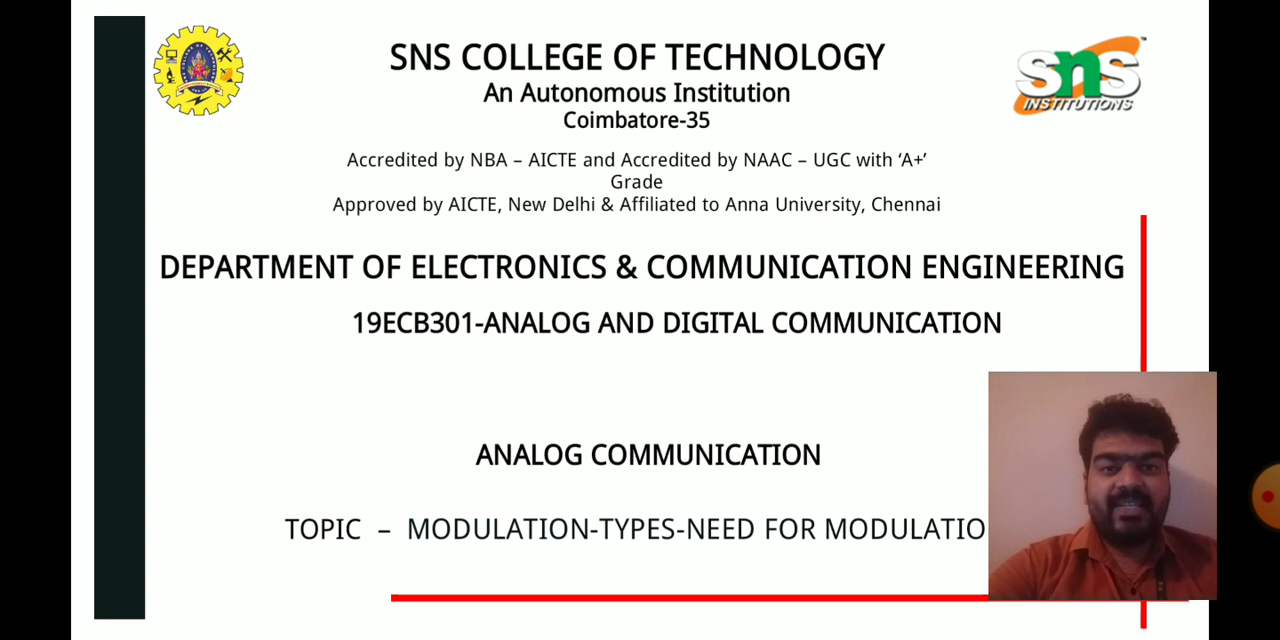 SNS COLLEGE OF TECHNOLOGY
An Autonomous Institution
Coimbatore-35
sns
INSTITUTIONS
Accredited by NBA – AICTE and Accredited by NAAC – UGC with ‘A+’
Grade
Approved by AICTE, New Delhi & Affiliated to Anna University, Chennai
DEPARTMENT OF ELECTRONICS & COMMUNICATION ENGINEERING
19ECB301-ANALOG AND DIGITAL COMMUNICATION
ANALOG COMMUNICATION
TOPIC – MODULATION-TYPES-NEED FOR MODULATIO